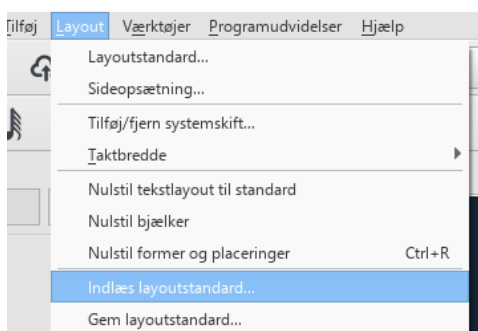 Tilføj Layout Værktøjer Programudvidelser Hjælp
Layoutstandard...
Sideopsætning...
Tilføj/fjern systemskift...
Taktbredde
Nulstil tekstlayout til standard
Nulstil bjælker
Nulstil former og placeringer Ctrl+R
Indlæs layoutstandard...
Gem layoutstandard...